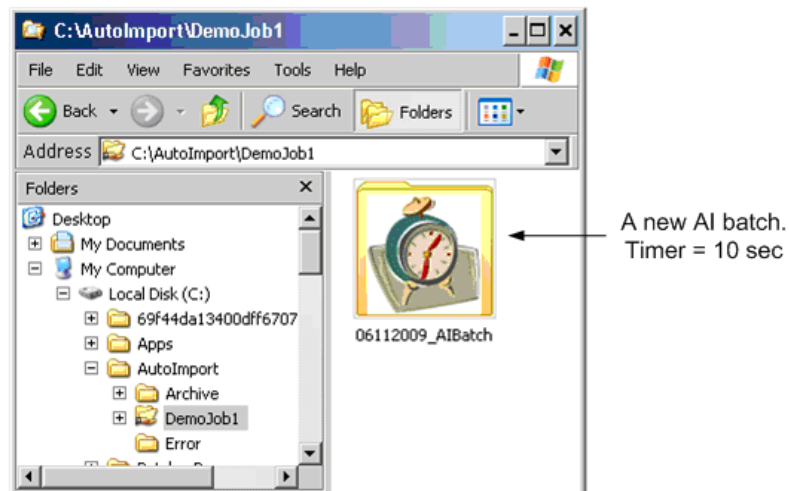 C:\AutoImport\DemoJob1
File Edit View Favorites Tools Help
Back Search Folders
Address C:\AutoImport\DemoJob1
Folders
Desktop
My Documents
My Computer
Local Disk (C:)
69f44da13400dff6707
Apps
AutoImport
Archive
DemoJob1
Error
06112009_AIBatch
A new AI batch.
Timer = 10 sec